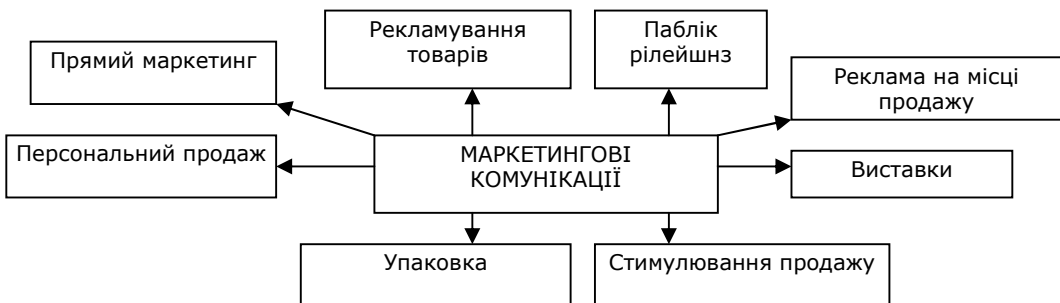 Рекламування
товарів
Паблік
рілейшнз
Прямий маркетинг
Реклама на місці
продажу
Персональний продаж
МАРКЕТИНГОВІ
КОМУНІКАЦІЇ
Виставки
Упаковка
Стимулювання продажу